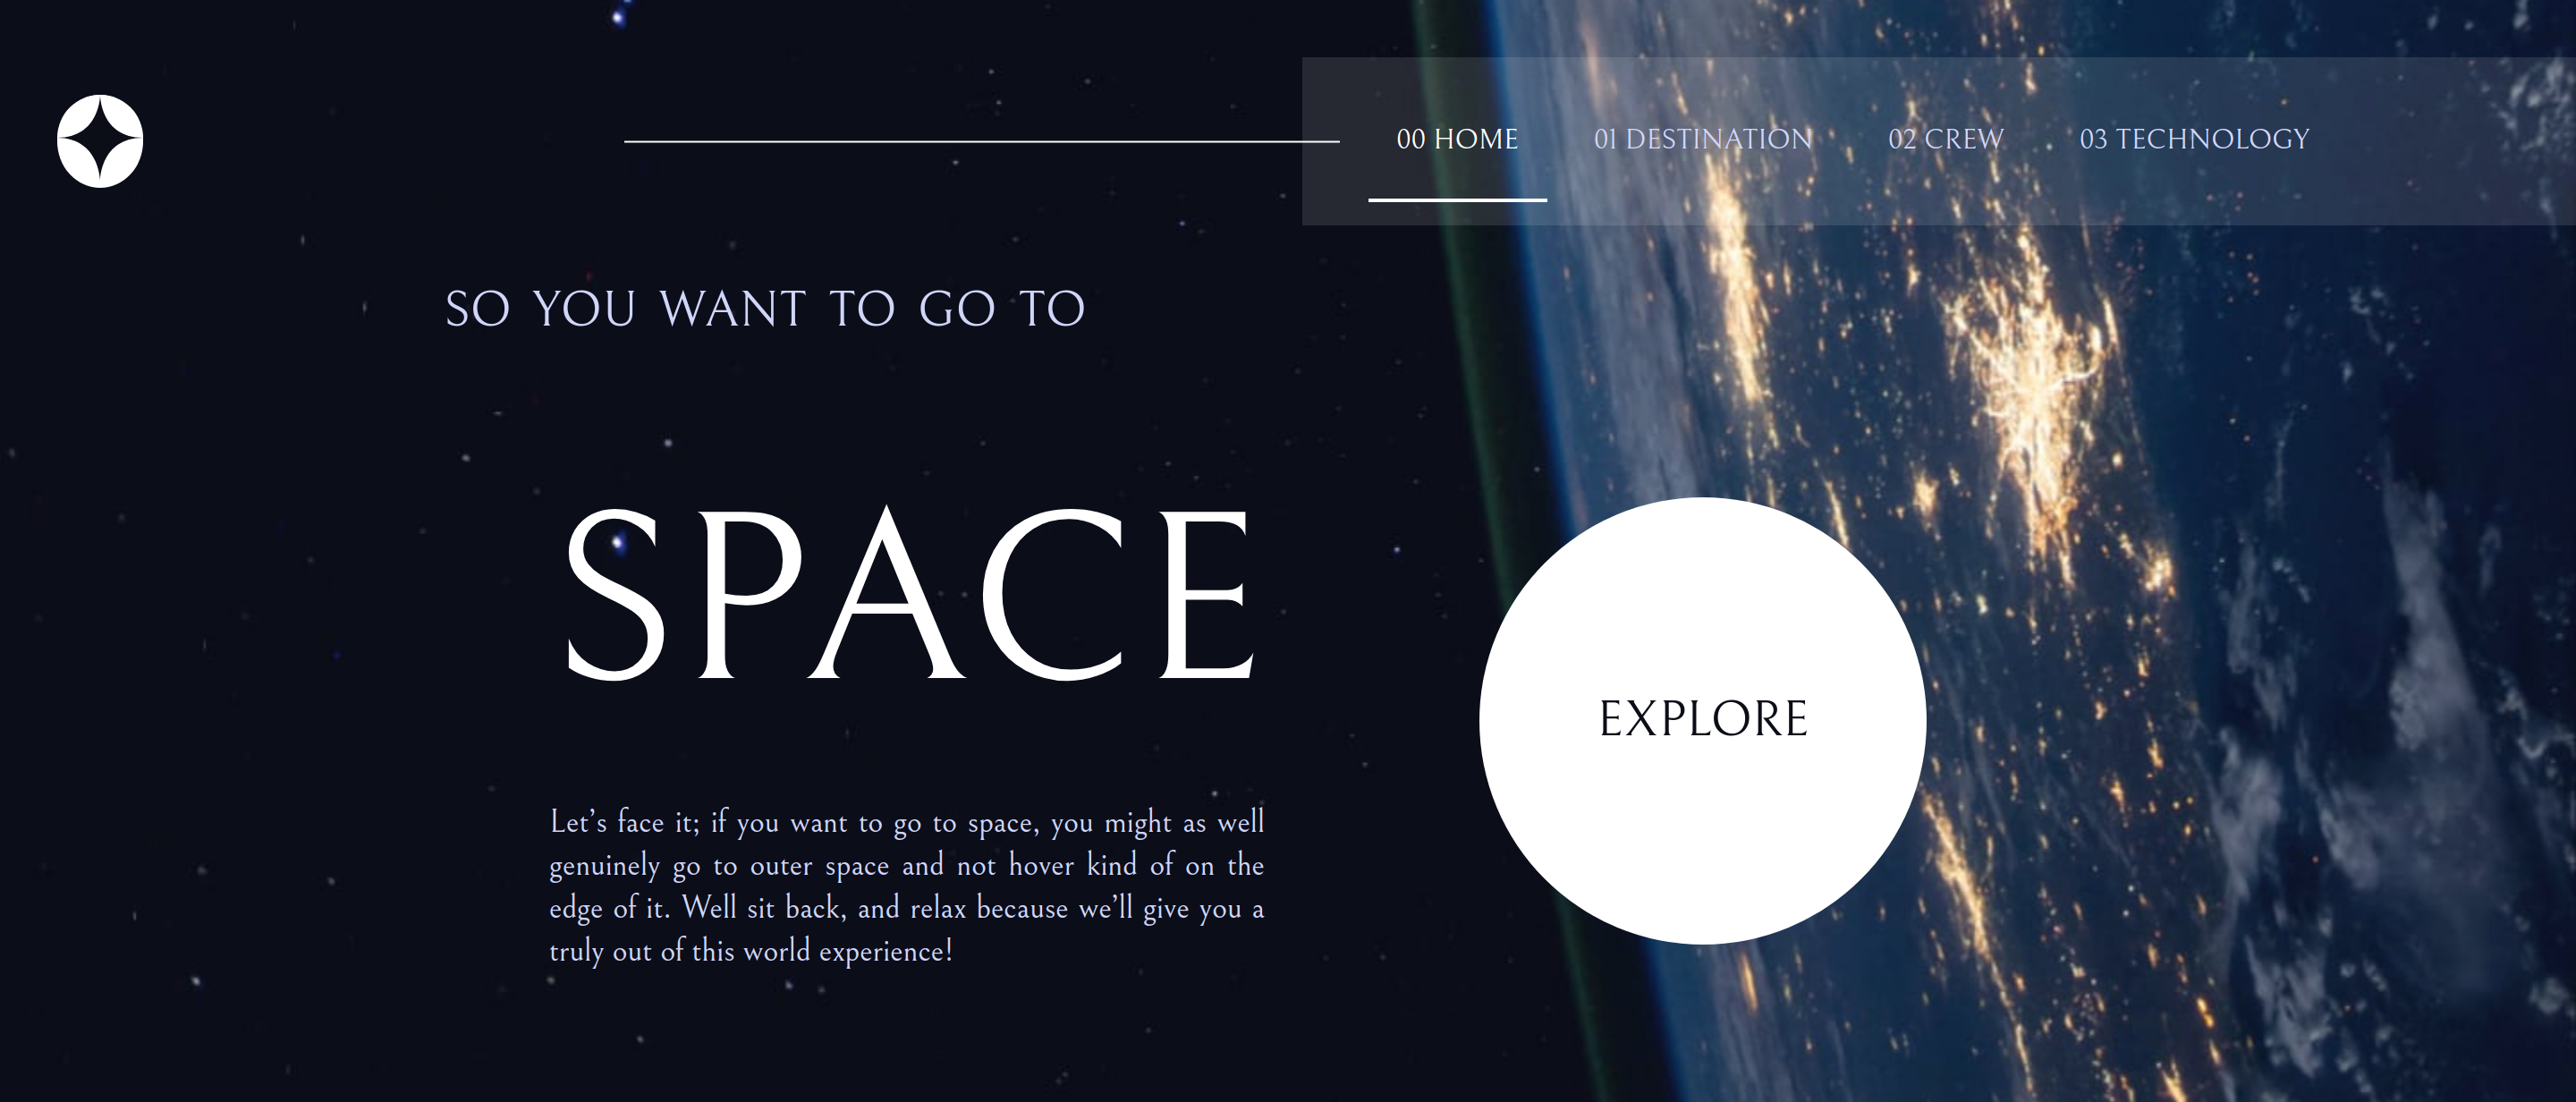 00 HOME
01 DESTINATION
02 CREW
03 TECHNOLOGY
SO YOU WANT TO GO TO
SPACE
EXPLORE
Let’s face it; if you want to go to space, you might as well
genuinely go to outer space and not hover kind of on the
edge of it. Well sit back, and relax because we’ll give you a
truly out of this world experience!